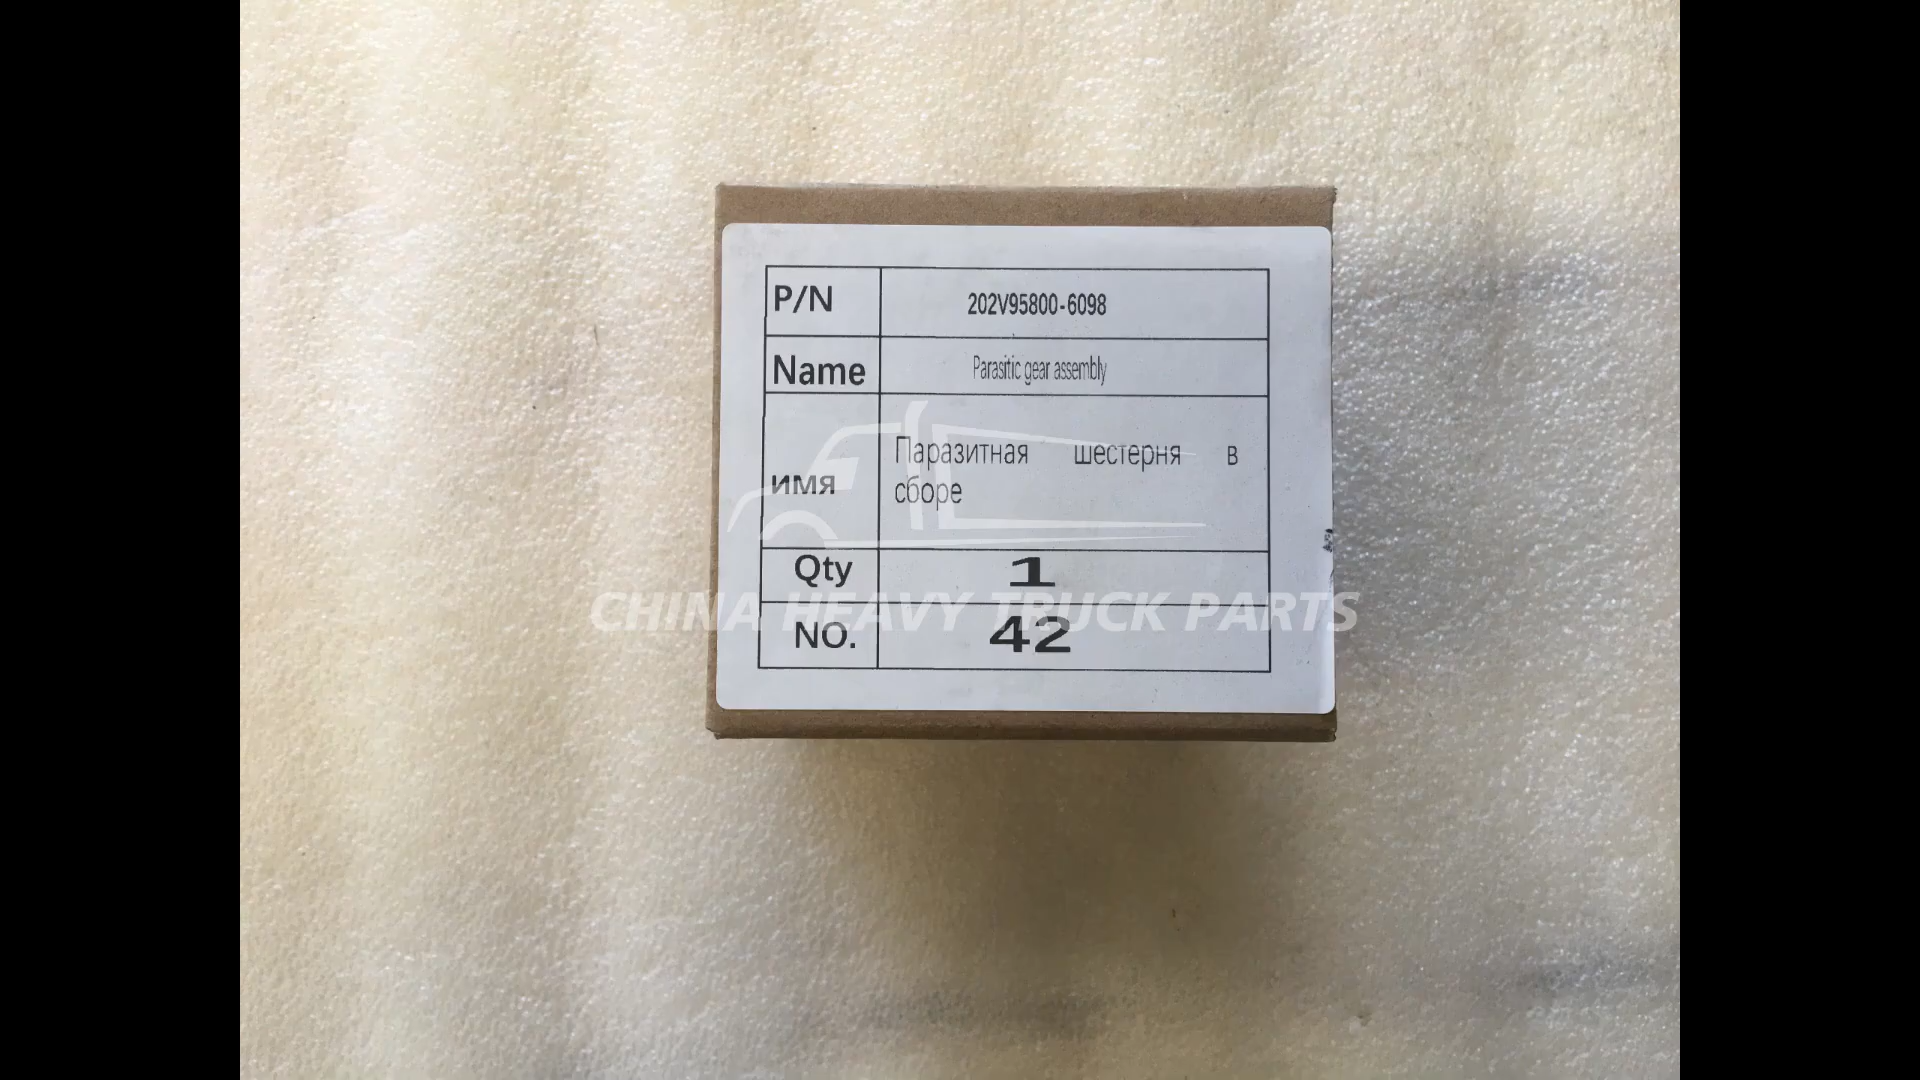 P/N 202V95800-6098
Name Parasitic gear assembly
имя Паразитная шестерня в
сборе
Qty 1
NO. 42
CHINA HEAVY TRUCK PARTS